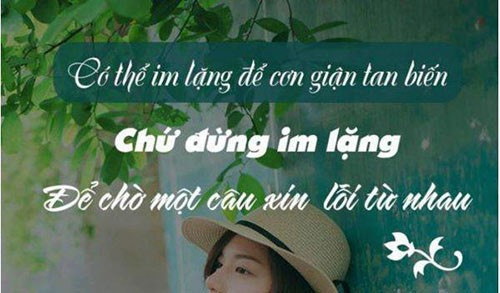 Có thể im lặng để cơn giận tan biến
Chứ đừng im lặng
Để chờ một câu xin lỗi từ nhau